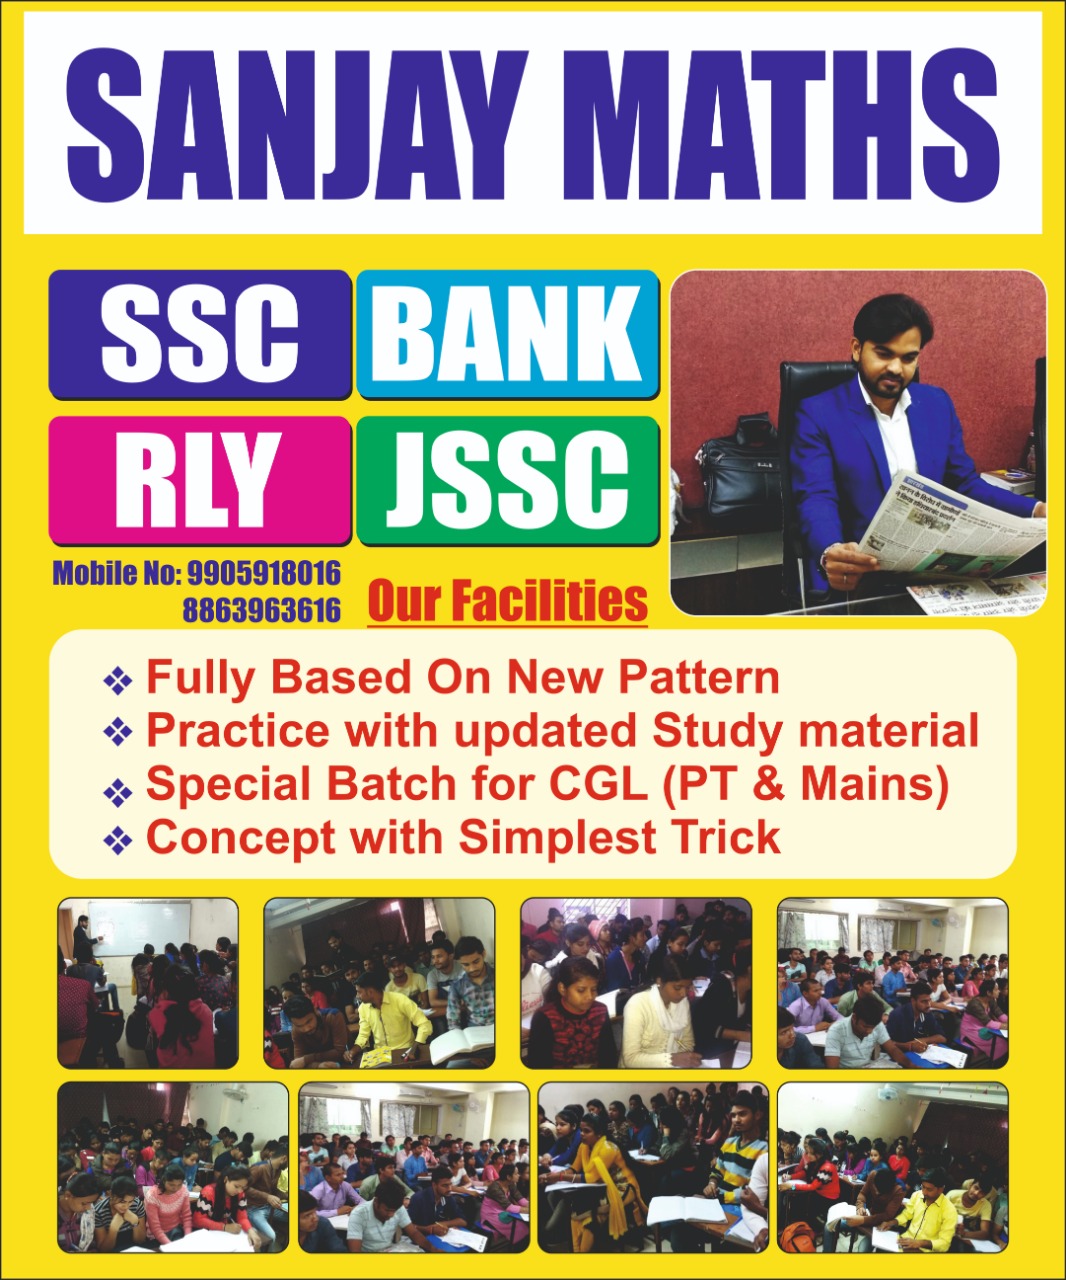 SANJAY MATHS
SSC BANK
RLY JSSC
Mobile No: 9905918016
8863963616
Our Facilities
❖ Fully Based On New Pattern
❖ Practice with updated Study material
❖ Special Batch for CGL (PT & Mains)
❖ Concept with Simplest Trick